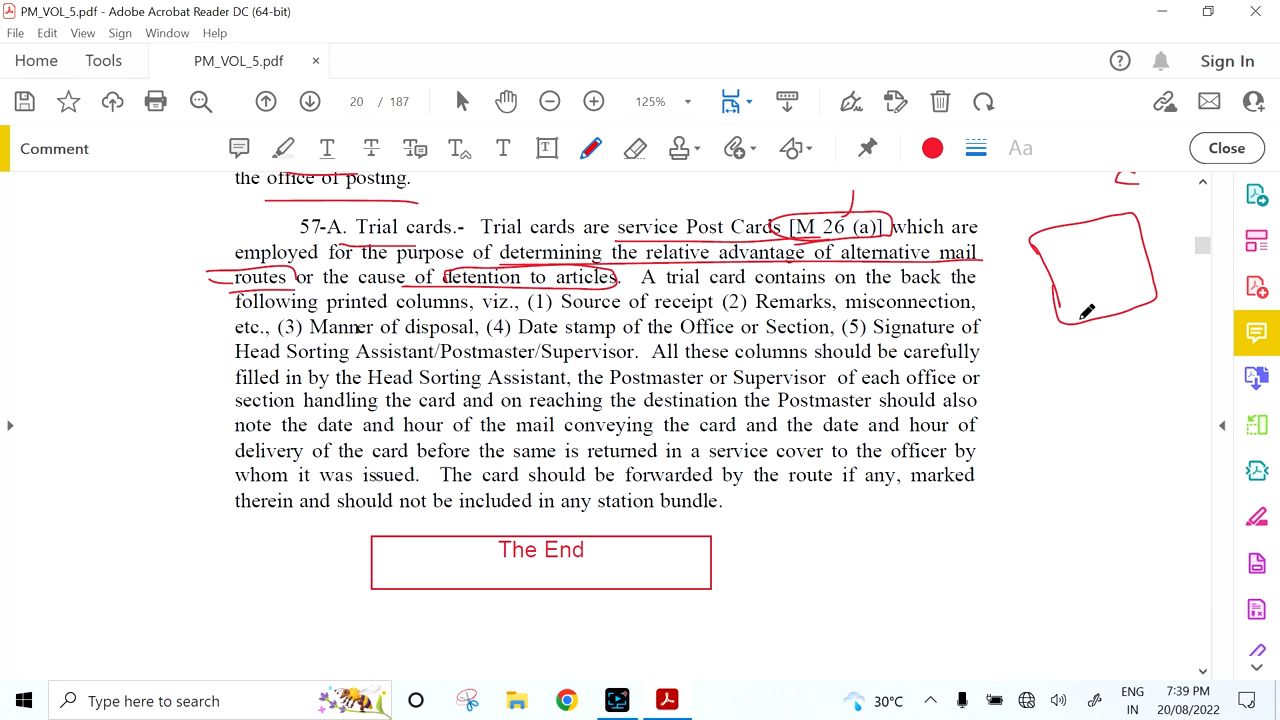 PM_VOL_5.pdf - Adobe Acrobat Reader DC (64-bit)
File Edit View Sign Window Help
Home Tools PM_VOL_5.pdf × Sign In
20 / 187 125%
Comment T T T T T T Aa Close
the office of posting.
57-A. Trial cards.- Trial cards are service Post Cards [M 26 (a)] which are
employed for the purpose of determining the relative advantage of alternative mail
routes or the cause of detention to articles. A trial card contains on the back the
following printed columns, viz., (1) Source of receipt (2) Remarks, misconnection,
etc., (3) Manner of disposal, (4) Date stamp of the Office or Section, (5) Signature of
Head Sorting Assistant/Postmaster/Supervisor. All these columns should be carefully
filled in by the Head Sorting Assistant, the Postmaster or Supervisor of each office or
section handling the card and on reaching the destination the Postmaster should also
note the date and hour of the mail conveying the card and the date and hour of
delivery of the card before the same is returned in a service cover to the officer by
whom it was issued. The card should be forwarded by the route if any, marked
therein and should not be included in any station bundle.
The End
Type here to search
30°C ENG 7:39 PM
IN 20/08/2022